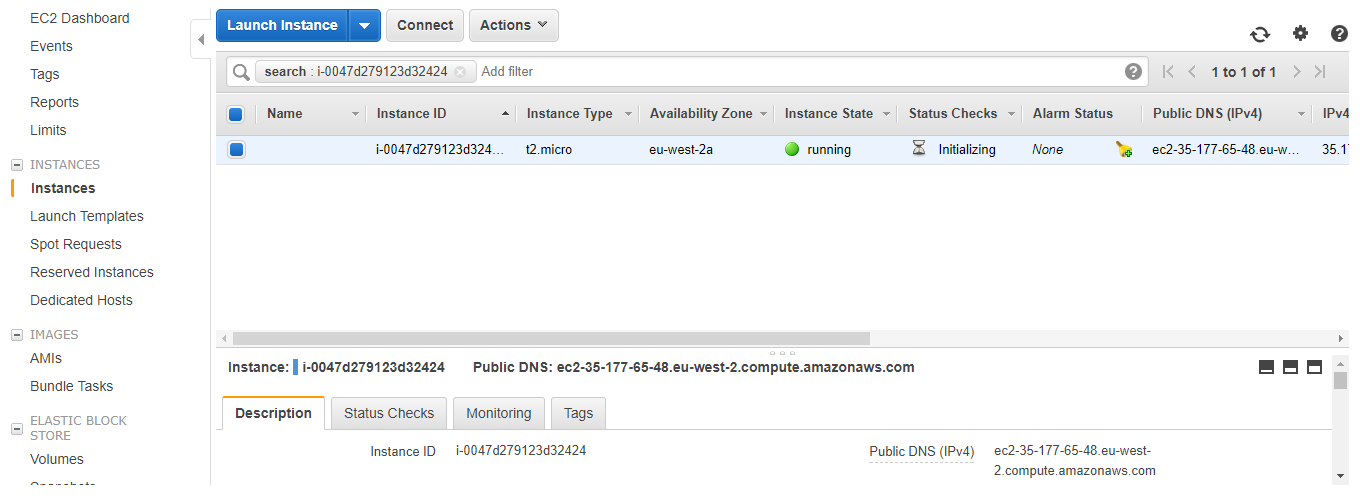 EC2 Dashboard
Events
Tags
Reports
Limits
INSTANCES
Instances
Launch Templates
Spot Requests
Reserved Instances
Dedicated Hosts
IMAGES
AMIs
Bundle Tasks
ELASTIC BLOCK
STORE
Volumes
Snapshots
Launch Instance Connect Actions
search : i-0047d279123d32424 Add filter ? 1 to 1 of 1
Name Instance ID Instance Type Availability Zone Instance State Status Checks Alarm Status Public DNS (IPv4) IPv4
i-0047d279123d324... t2.micro eu-west-2a running Initializing None ec2-35-177-65-48.eu-w... 35.17
Instance: i-0047d279123d32424 Public DNS: ec2-35-177-65-48.eu-west-2.compute.amazonaws.com
Description Status Checks Monitoring Tags
Instance ID i-0047d279123d32424 Public DNS (IPv4) ec2-35-177-65-48.eu-west-
2.compute.amazonaws.com